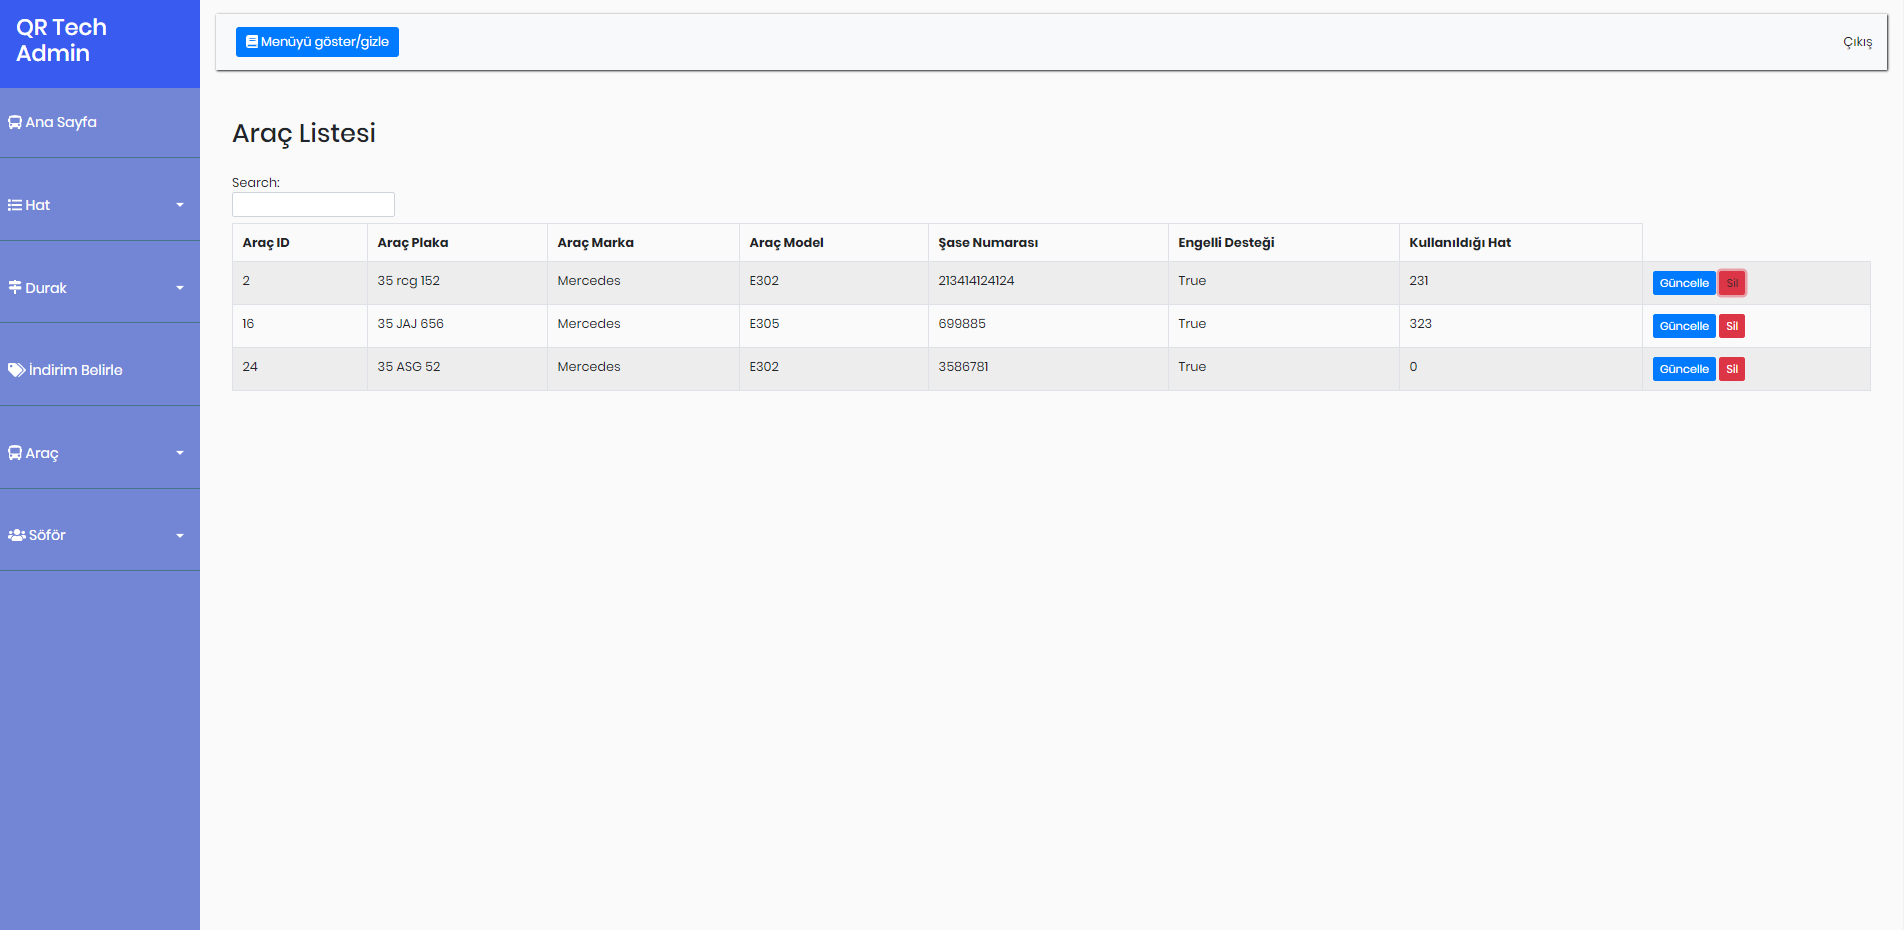 QR Tech
Admin
Menüyü göster/gizle
Çıkış
Ana Sayfa
Hat
Durak
İndirim Belirle
Araç
Söför
Araç Listesi
Search:
Araç ID Araç Plaka Araç Marka Araç Model Şase Numarası Engelli Desteği Kullanıldığı Hat
2 35 rcg 152 Mercedes E302 213414124124 True 231 Güncelle Sil
16 35 JAJ 656 Mercedes E305 699885 True 323 Güncelle Sil
24 35 ASG 52 Mercedes E302 3586781 True 0 Güncelle Sil